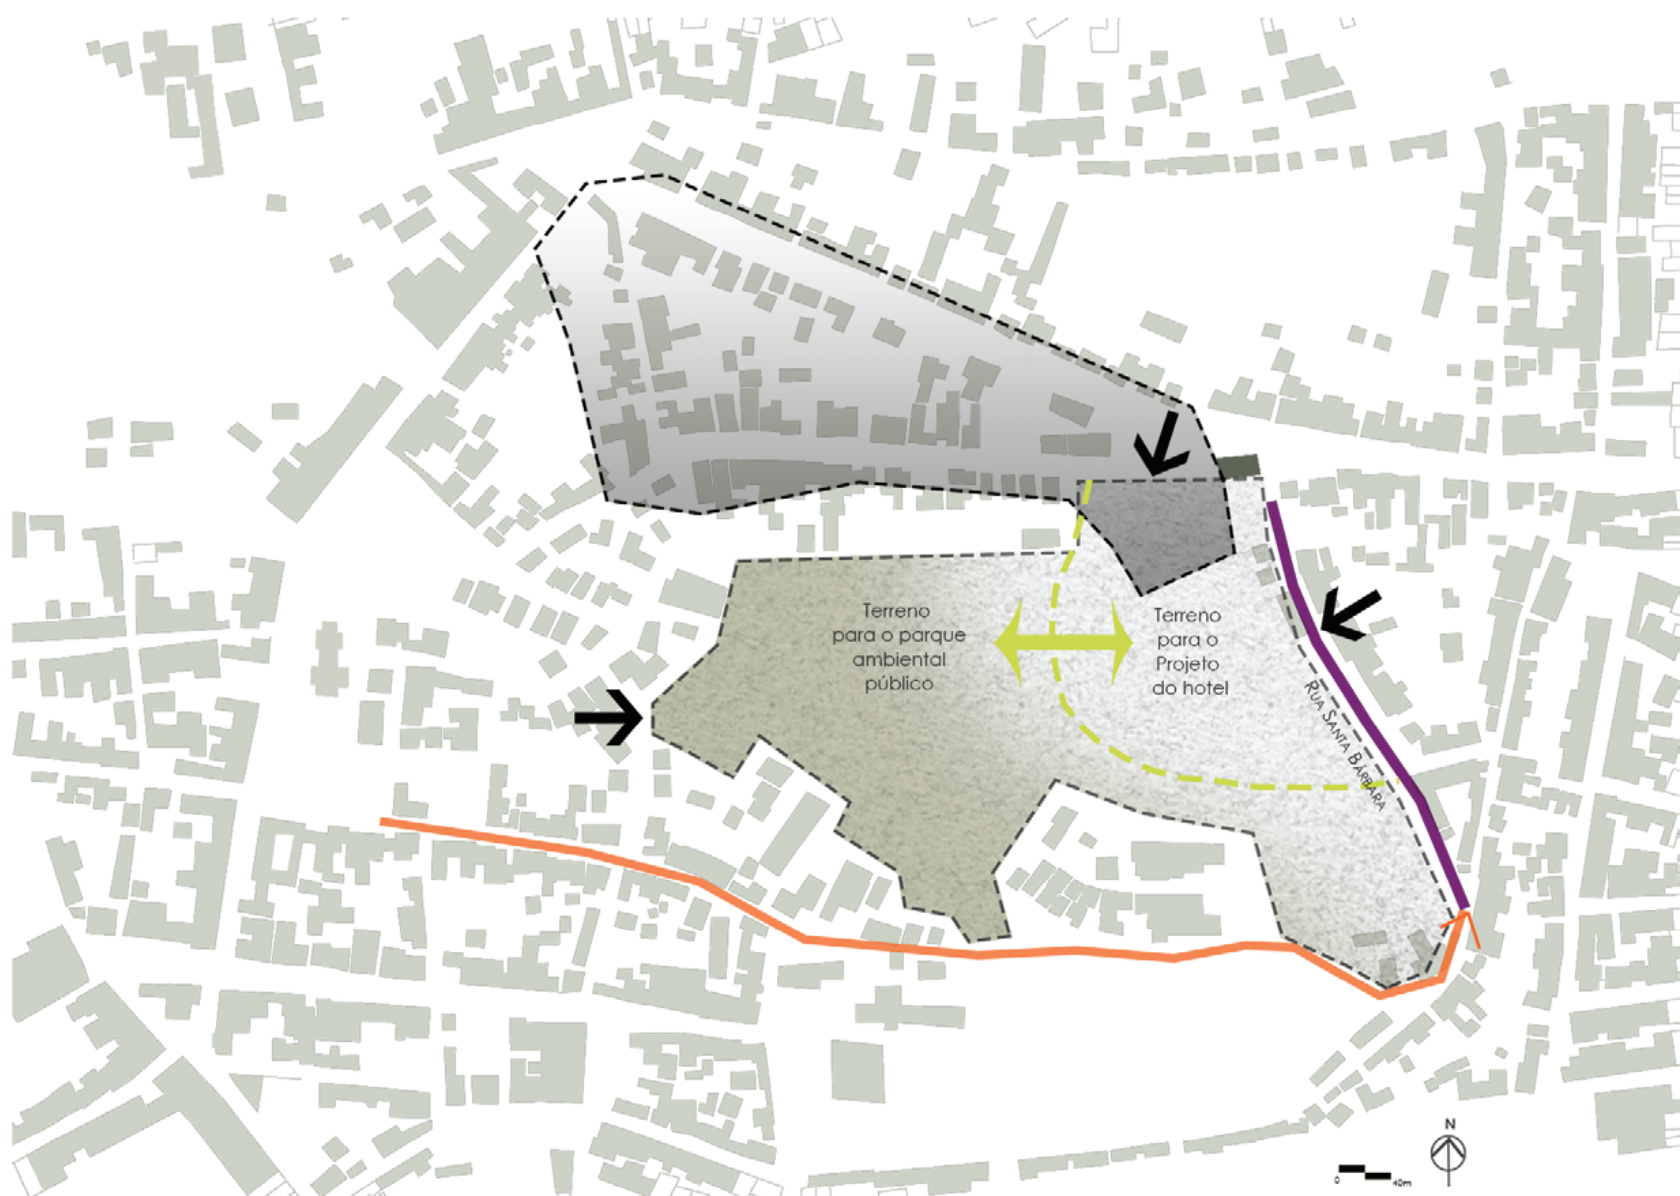 Terreno
para o parque
ambiental
público
Terreno
para o
Projeto
do hotel
RUA SANTA BÁRBARA
N
0
40m